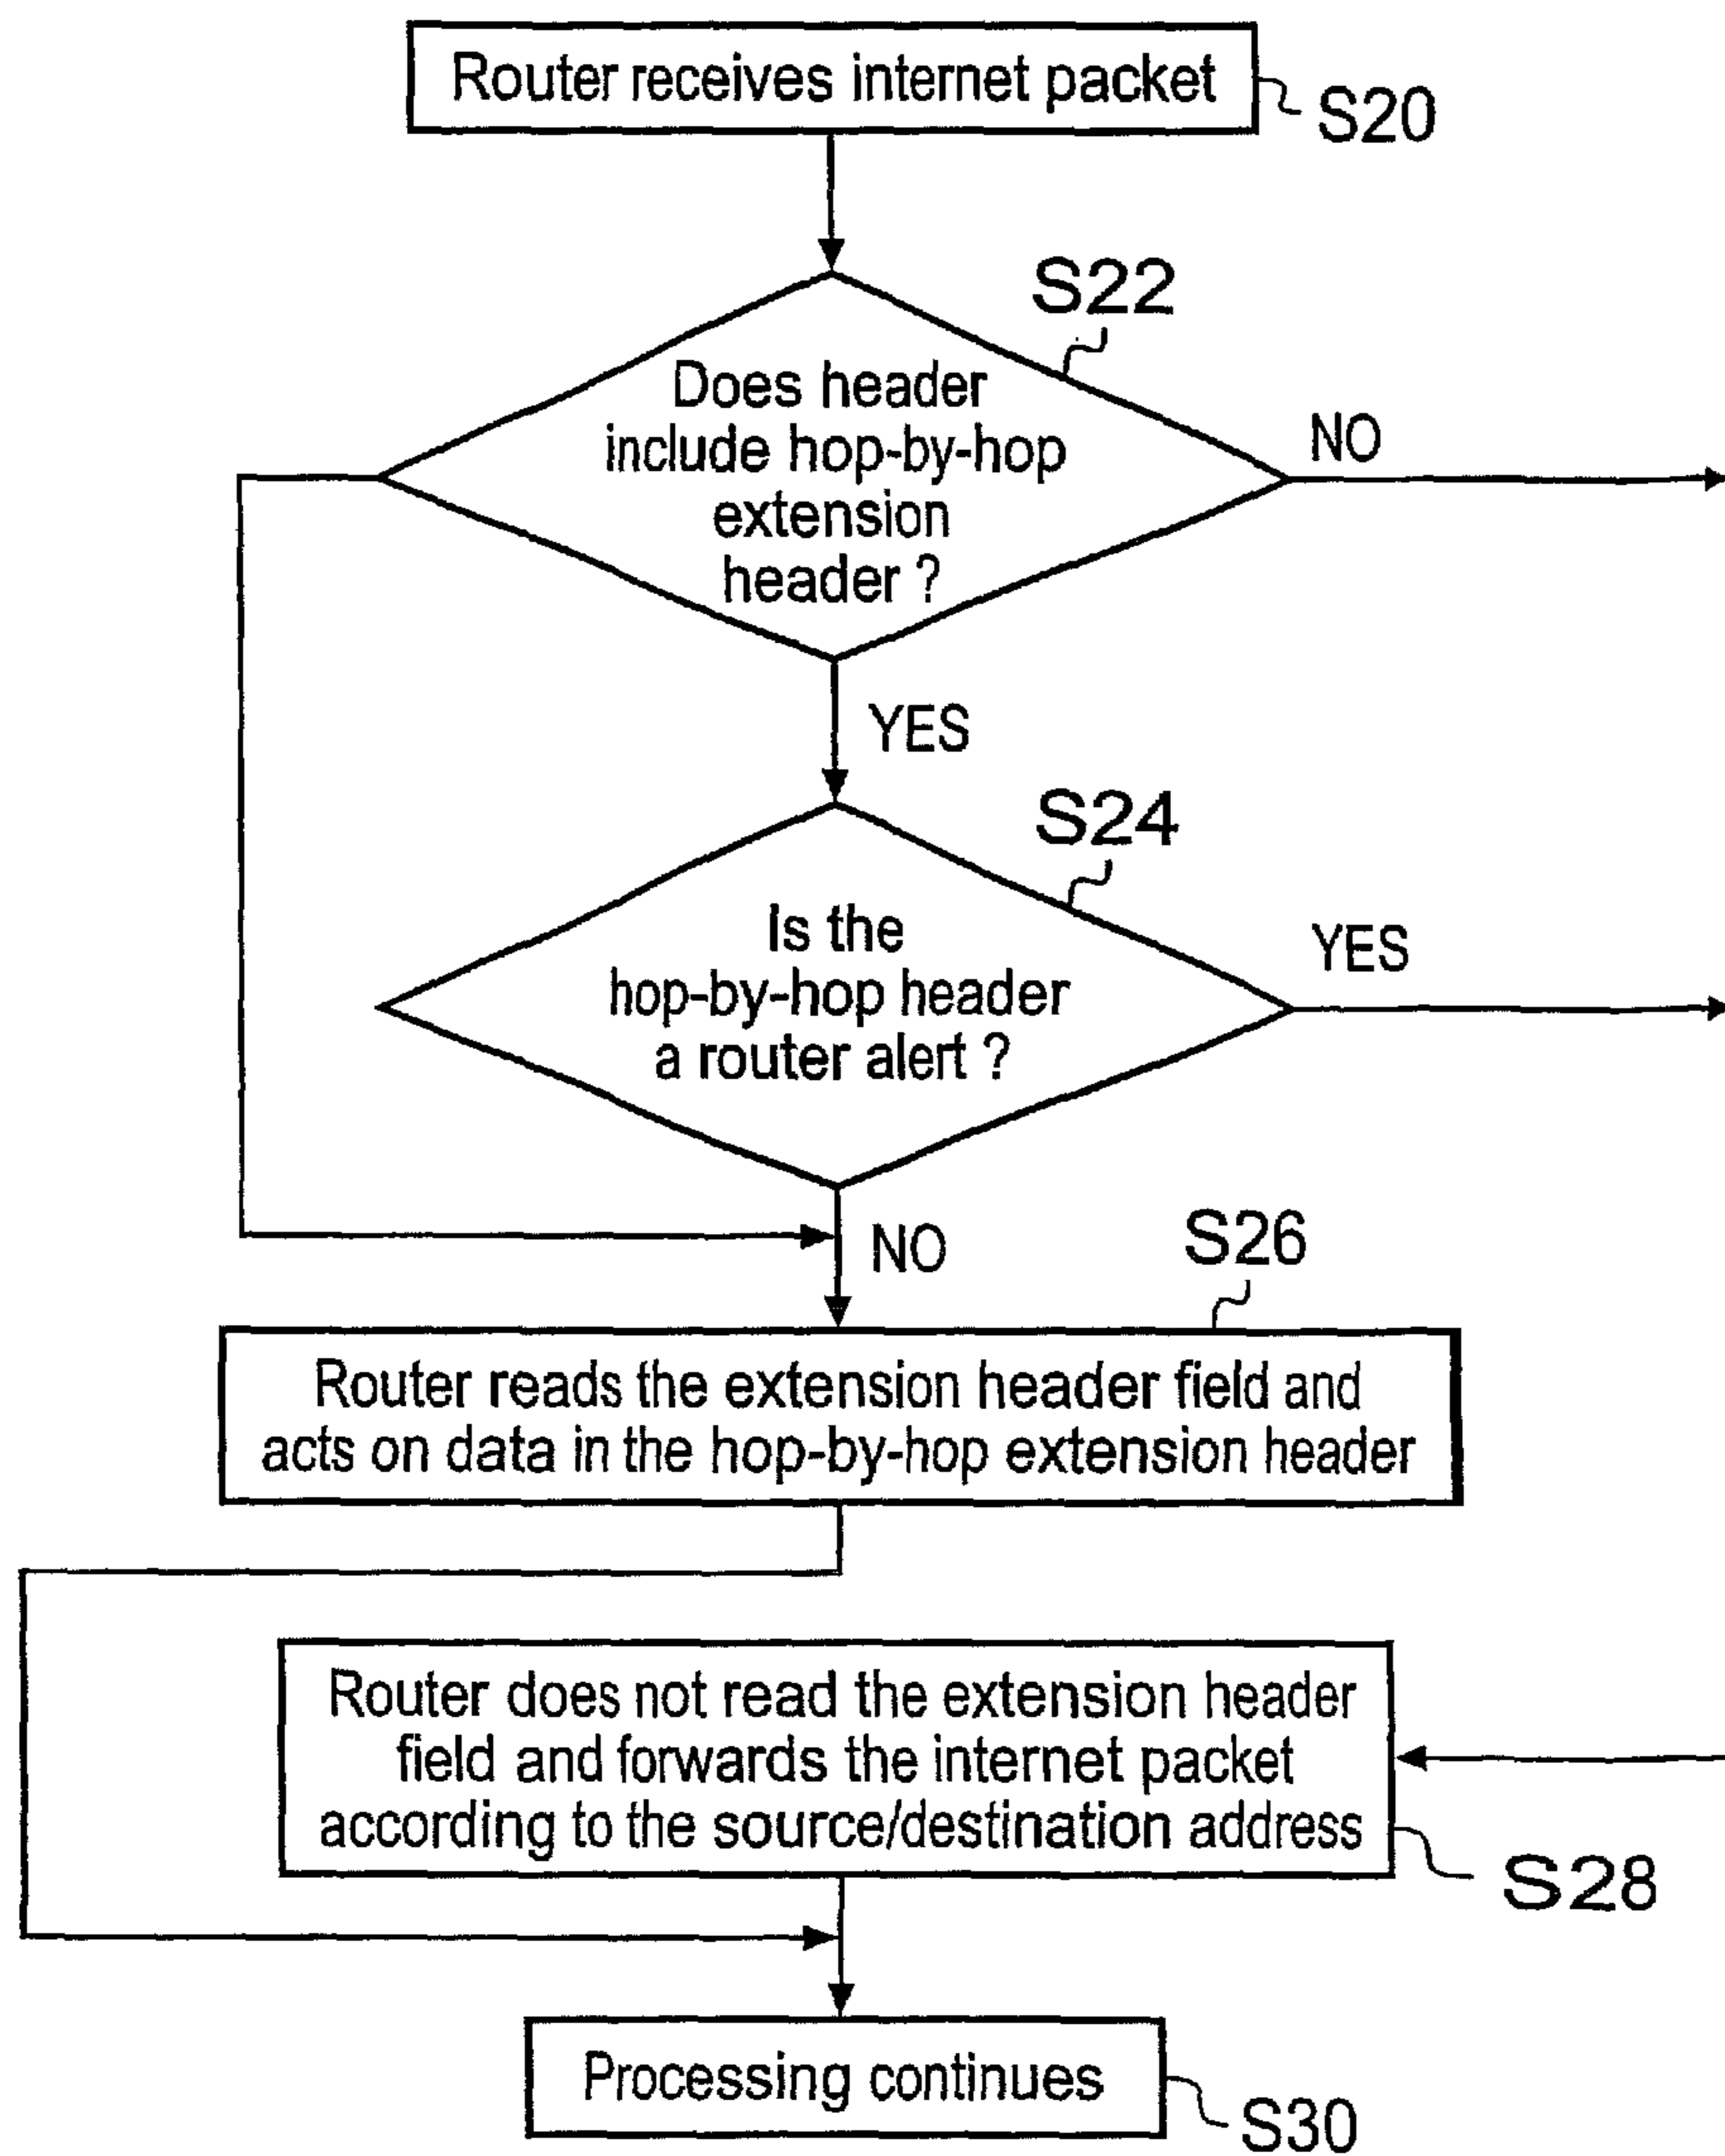 Router receives internet packet
S20
S22
Does header
include hop-by-hop
extension
header ?
NO
YES
S24
Is the
hop-by-hop header
a router alert ?
YES
NO
S26
Router reads the extension header field and
acts on data in the hop-by-hop extension header
Router does not read the extension header
field and forwards the internet packet
according to the source/destination address
S28
Processing continues
S30